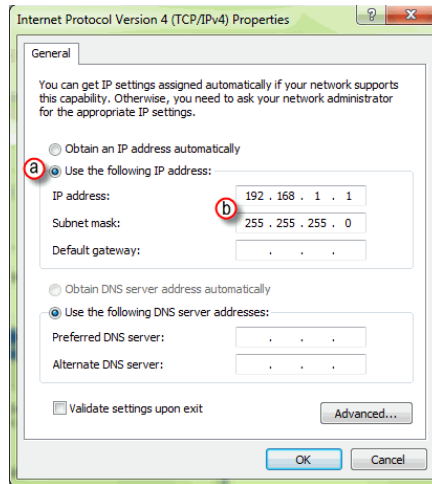 Internet Protocol Version 4 (TCP/IPv4) Properties
? x
General
You can get IP settings assigned automatically if your network supports
this capability. Otherwise, you need to ask your network administrator
for the appropriate IP settings.
Obtain an IP address automatically
a Use the following IP address:
IP address: 192 . 168 . 1 . 1
b
Subnet mask: 255 . 255 . 255 . 0
Default gateway: . . .
Obtain DNS server address automatically
Use the following DNS server addresses:
Preferred DNS server: . . .
Alternate DNS server: . . .
Validate settings upon exit
Advanced...
OK Cancel